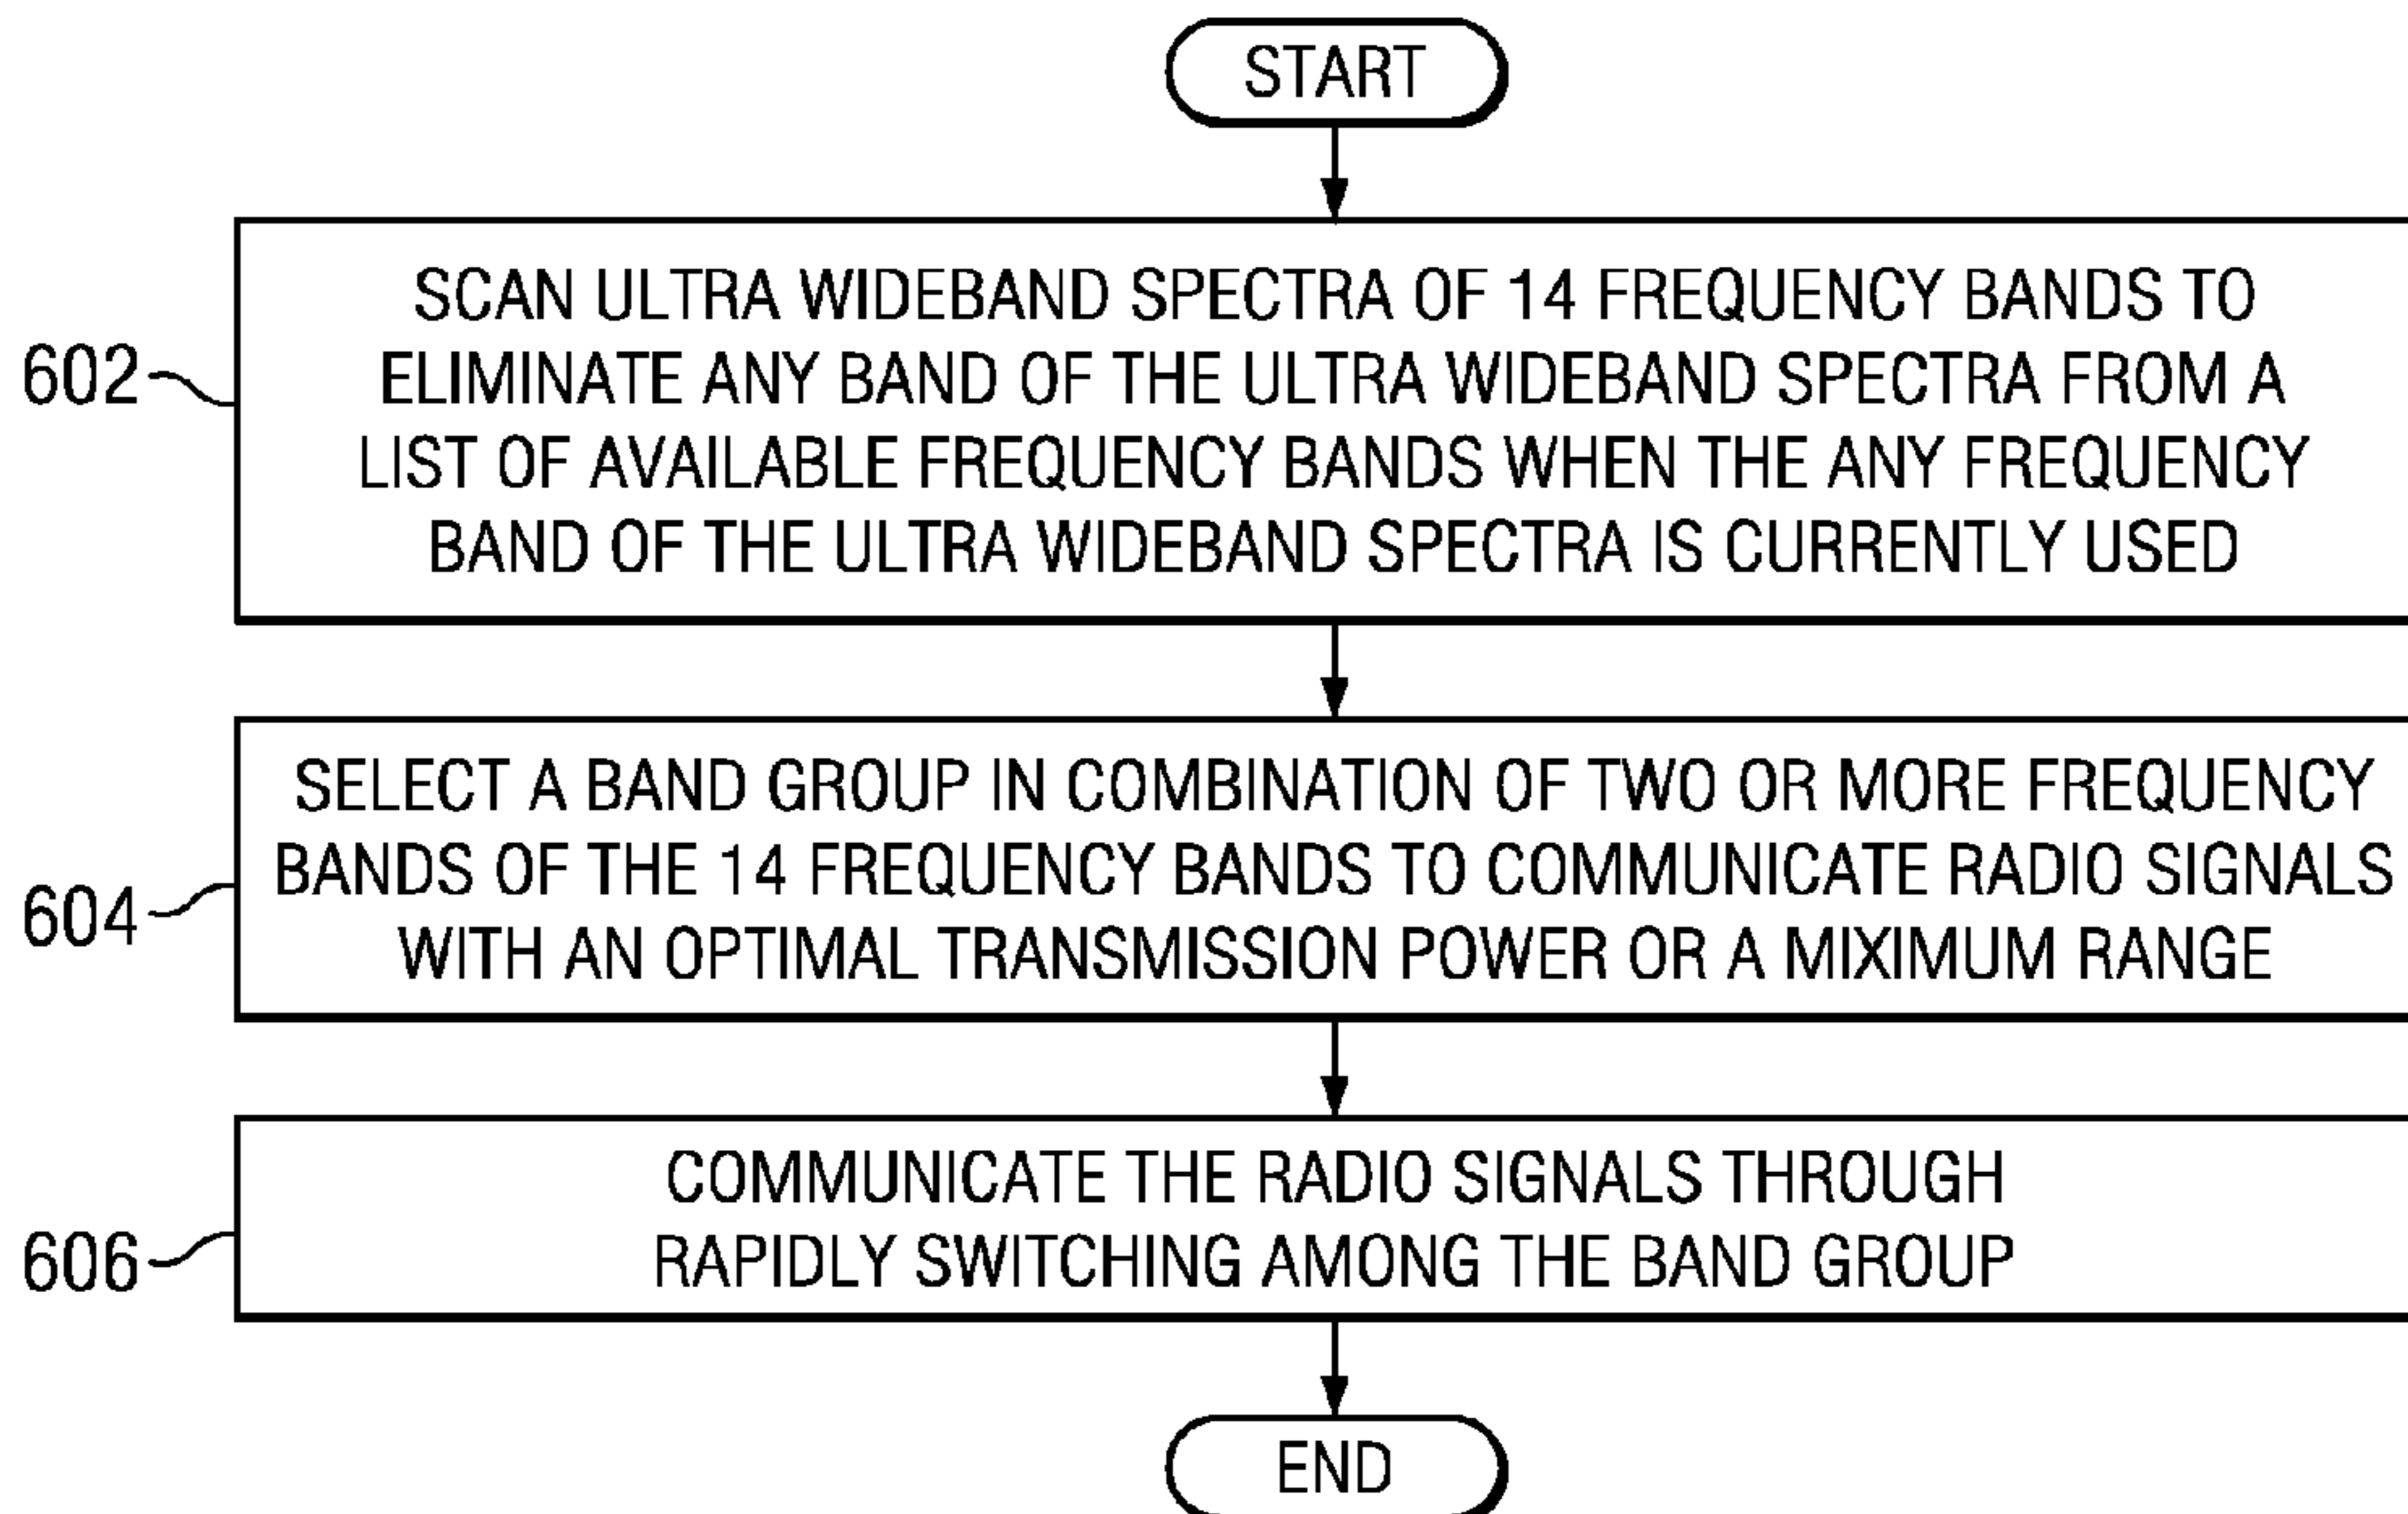 START
602
SCAN ULTRA WIDEBAND SPECTRA OF 14 FREQUENCY BANDS TO
ELIMINATE ANY BAND OF THE ULTRA WIDEBAND SPECTRA FROM A
LIST OF AVAILABLE FREQUENCY BANDS WHEN THE ANY FREQUENCY
BAND OF THE ULTRA WIDEBAND SPECTRA IS CURRENTLY USED
604
SELECT A BAND GROUP IN COMBINATION OF TWO OR MORE FREQUENCY
BANDS OF THE 14 FREQUENCY BANDS TO COMMUNICATE RADIO SIGNALS
WITH AN OPTIMAL TRANSMISSION POWER OR A MIXIMUM RANGE
606
COMMUNICATE THE RADIO SIGNALS THROUGH
RAPIDLY SWITCHING AMONG THE BAND GROUP
END